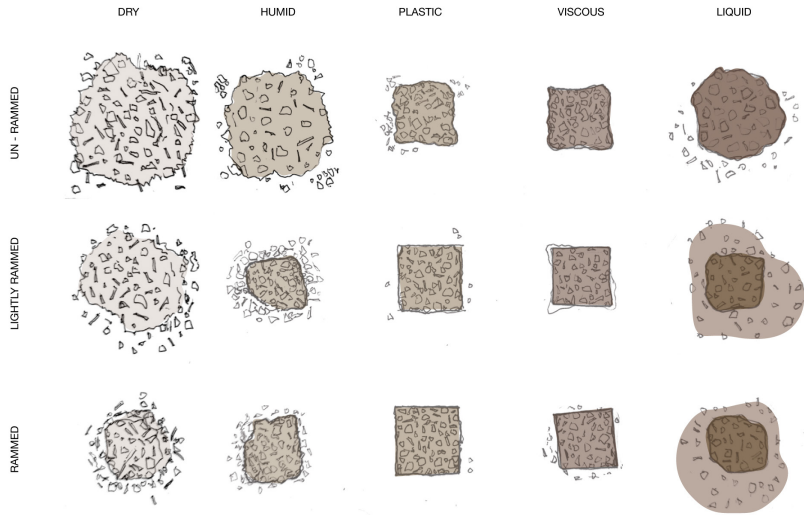 DRY HUMID PLASTIC VISCOUS LIQUID
UN - RAMMED
LIGHTLY RAMMED
RAMMED